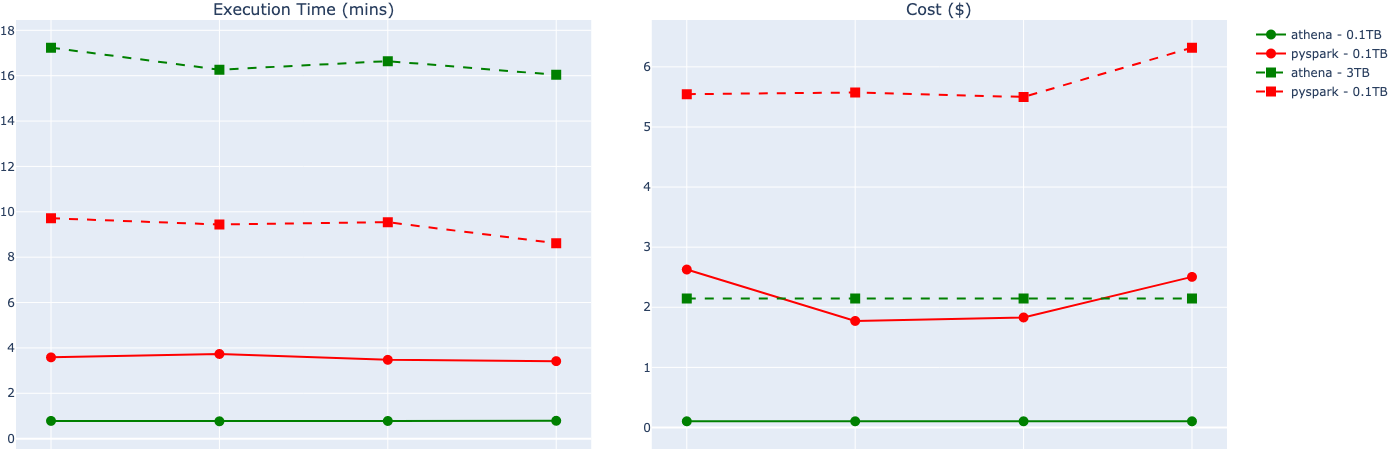 Execution Time (mins)
18
16
14
12
10
8
6
4
2
0
Cost ($)
6
5
4
3
2
1
0
athena - 0.1TB
pyspark - 0.1TB
athena - 3TB
pyspark - 0.1TB